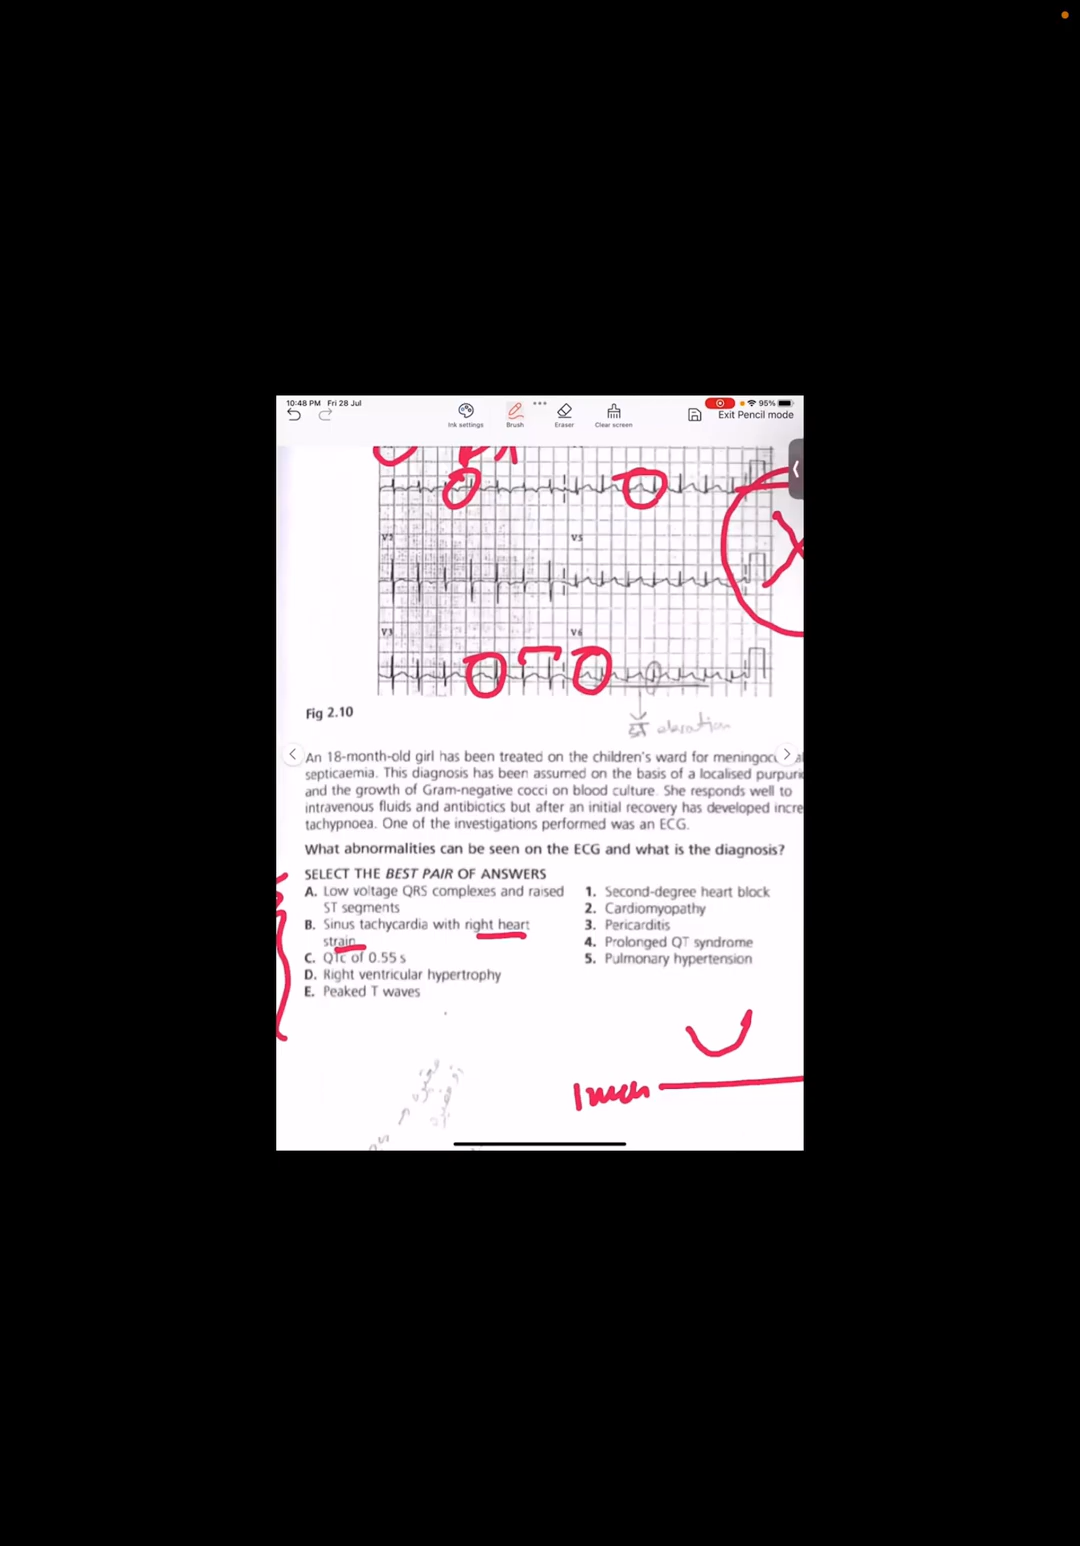 10:48 PM Fri 28 Jul
95%
Ink settings
Brush
Eraser
Clear screen
Exit Pencil mode
V5
V3
V6
Fig 2.10
ST
An 18-month-old girl has been treated on the children's ward for
septicaemia. This diagnosis has been assumed on the basis of a localised
and the growth of Gram-negative cocci on blood culture. She responds well to
intravenous fluids and antibiotics but after an initial recovery has developed
tachypnoea. One of the investigations performed was an ECG.
What abnormalities can be seen on the ECG and what is the diagnosis?
SELECT THE BEST PAIR OF ANSWERS
A. Low voltage QRS complexes and raised
ST segments
B. Sinus tachycardia with right heart
strain
C. QTc of 0.55 s
D. Right ventricular hypertrophy
E. Peaked T waves
1. Second-degree heart block
2. Cardiomyopathy
3. Pericarditis
4. Prolonged QT syndrome
5. Pulmonary hypertension